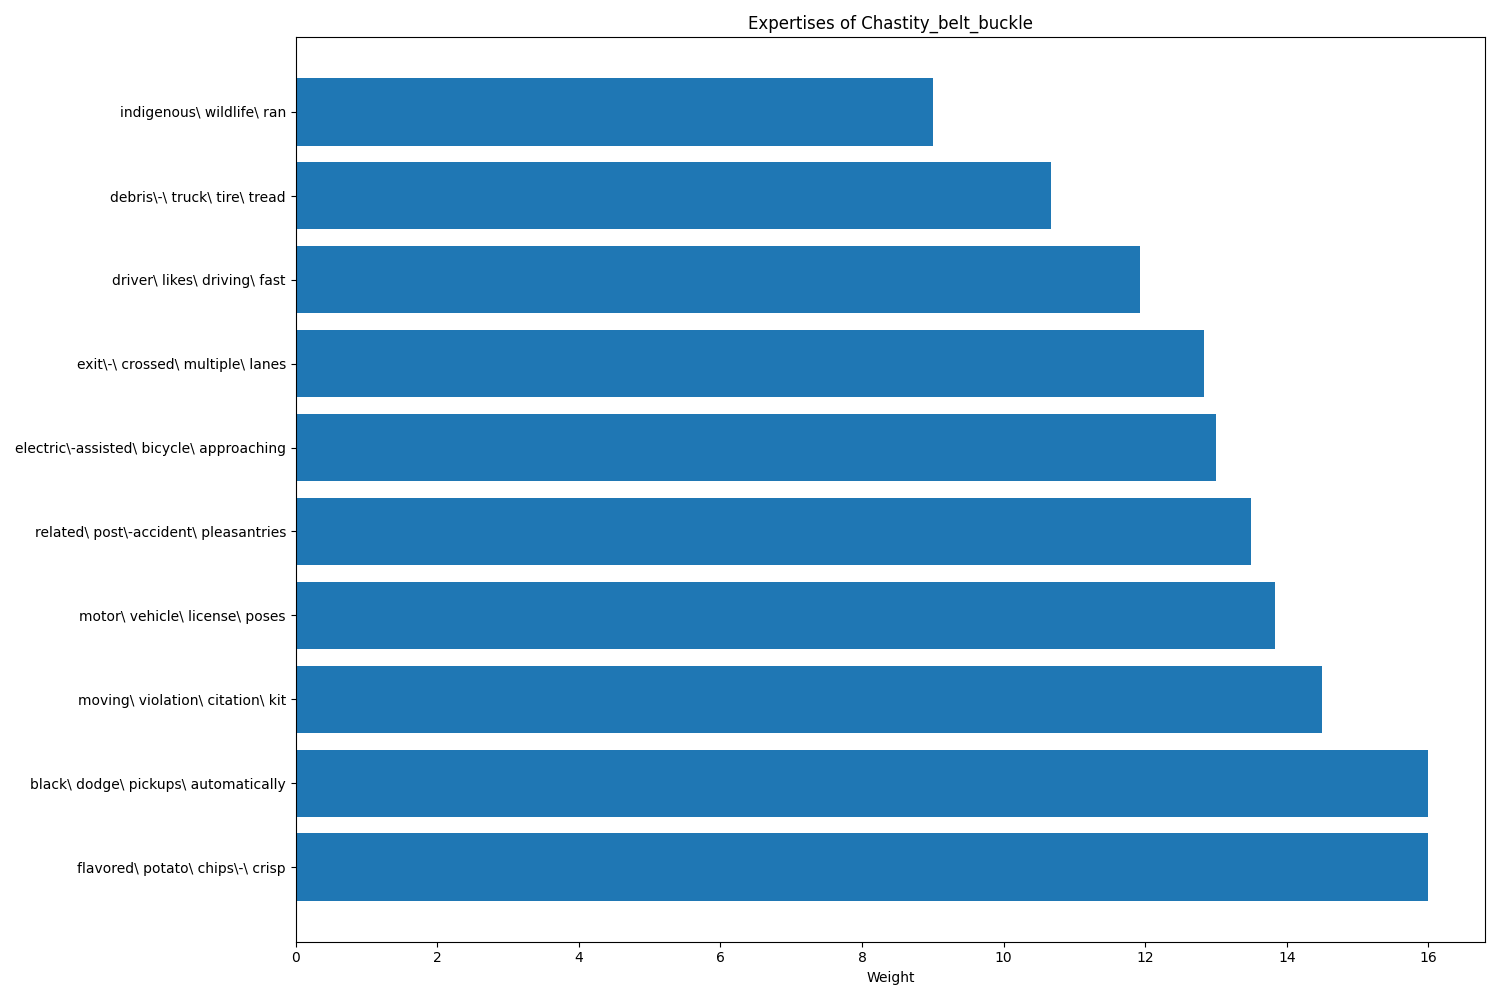 Expertises of Chastity_belt_buckle
indigenous\ wildlife\ ran
debris\-\ truck\ tire\ tread
driver\ likes\ driving\ fast
exit\-\ crossed\ multiple\ lanes
electric\-assisted\ bicycle\ approaching
related\ post\-accident\ pleasantries
motor\ vehicle\ license\ poses
moving\ violation\ citation\ kit
black\ dodge\ pickups\ automatically
flavored\ potato\ chips\-\ crisp
0 2 4 6 8 10 12 14 16
Weight